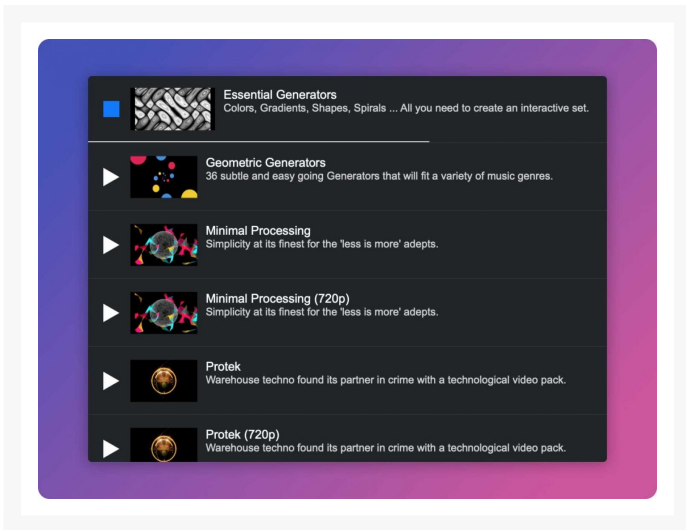 Essential Generators
Colors, Gradients, Shapes, Spirals ... All you need to create an interactive set.
Geometric Generators
36 subtle and easy going Generators that will fit a variety of music genres.
Minimal Processing
Simplicity at its finest for the 'less is more' adepts.
Minimal Processing (720p)
Simplicity at its finest for the 'less is more' adepts.
Protek
Warehouse techno found its partner in crime with a technological video pack.
Protek (720p)
Warehouse techno found its partner in crime with a technological video pack.